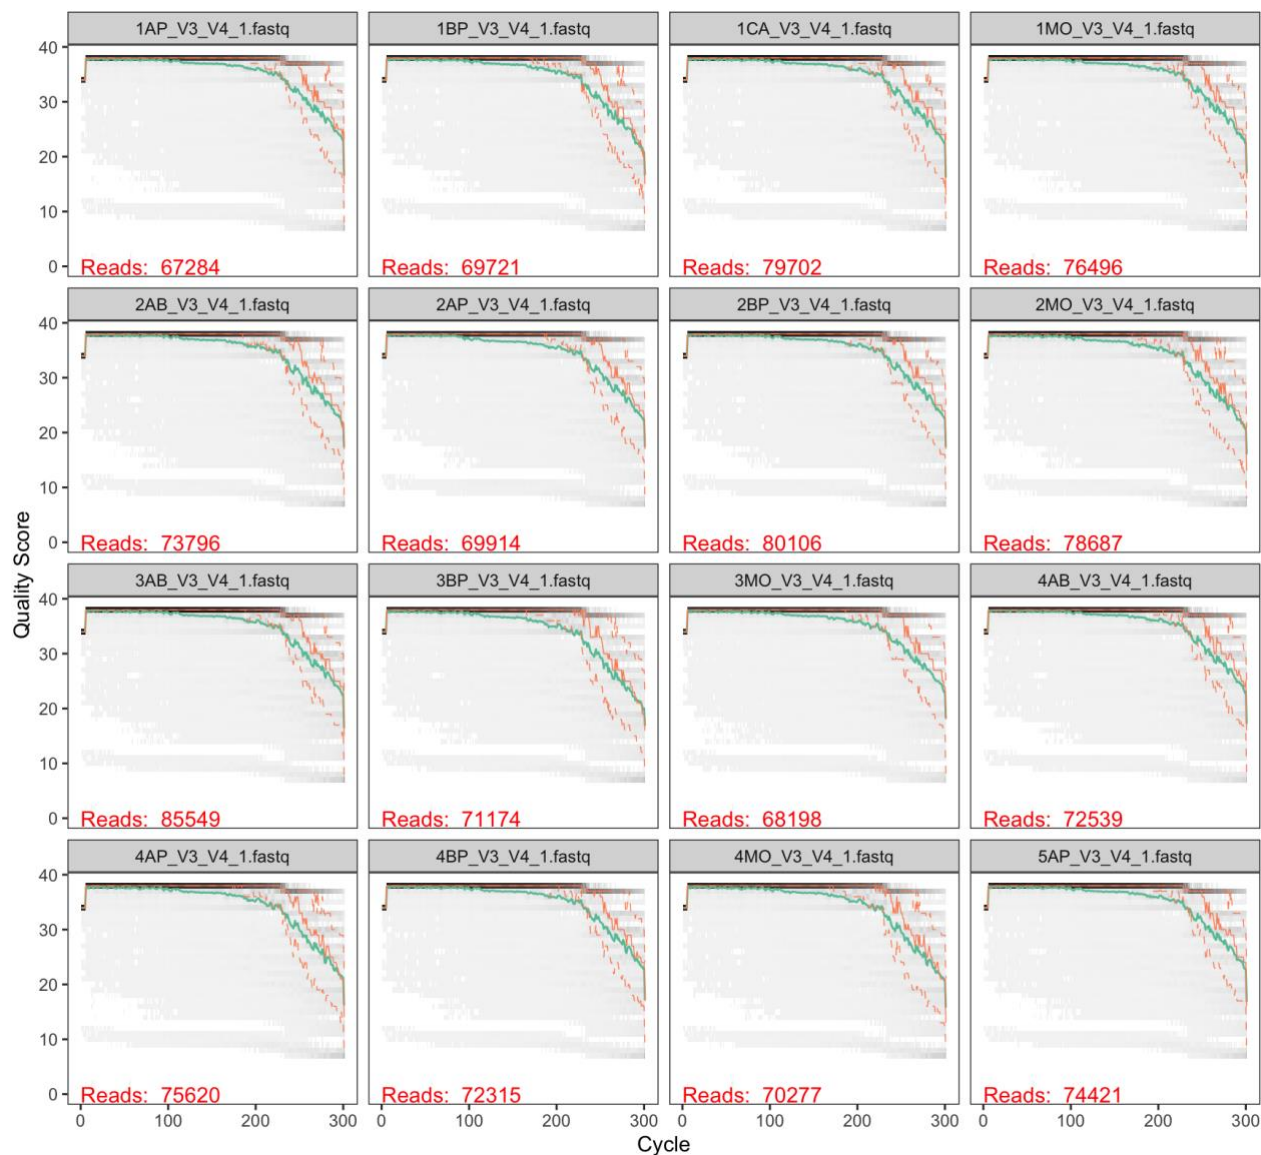 1AP_V3_V4_1.fastq 1BP_V3_V4_1.fastq 1CA_V3_V4_1.fastq 1MO_V3_V4_1.fastq
40
30
20
10
0
Reads: 67284 Reads: 69721 Reads: 79702 Reads: 76496
2AB_V3_V4_1.fastq 2AP_V3_V4_1.fastq 2BP_V3_V4_1.fastq 2MO_V3_V4_1.fastq
40
30
20
10
0
Reads: 73796 Reads: 69914 Reads: 80106 Reads: 78687
Quality Score
3AB_V3_V4_1.fastq 3BP_V3_V4_1.fastq 3MO_V3_V4_1.fastq 4AB_V3_V4_1.fastq
40
30
20
10
0
Reads: 85549 Reads: 71174 Reads: 68198 Reads: 72539
4AP_V3_V4_1.fastq 4BP_V3_V4_1.fastq 4MO_V3_V4_1.fastq 5AP_V3_V4_1.fastq
40
30
20
10
0
Reads: 75620 Reads: 72315 Reads: 70277 Reads: 74421
0 100 200 300 0 100 200 300 0 100 200 300 0 100 200 300
Cycle